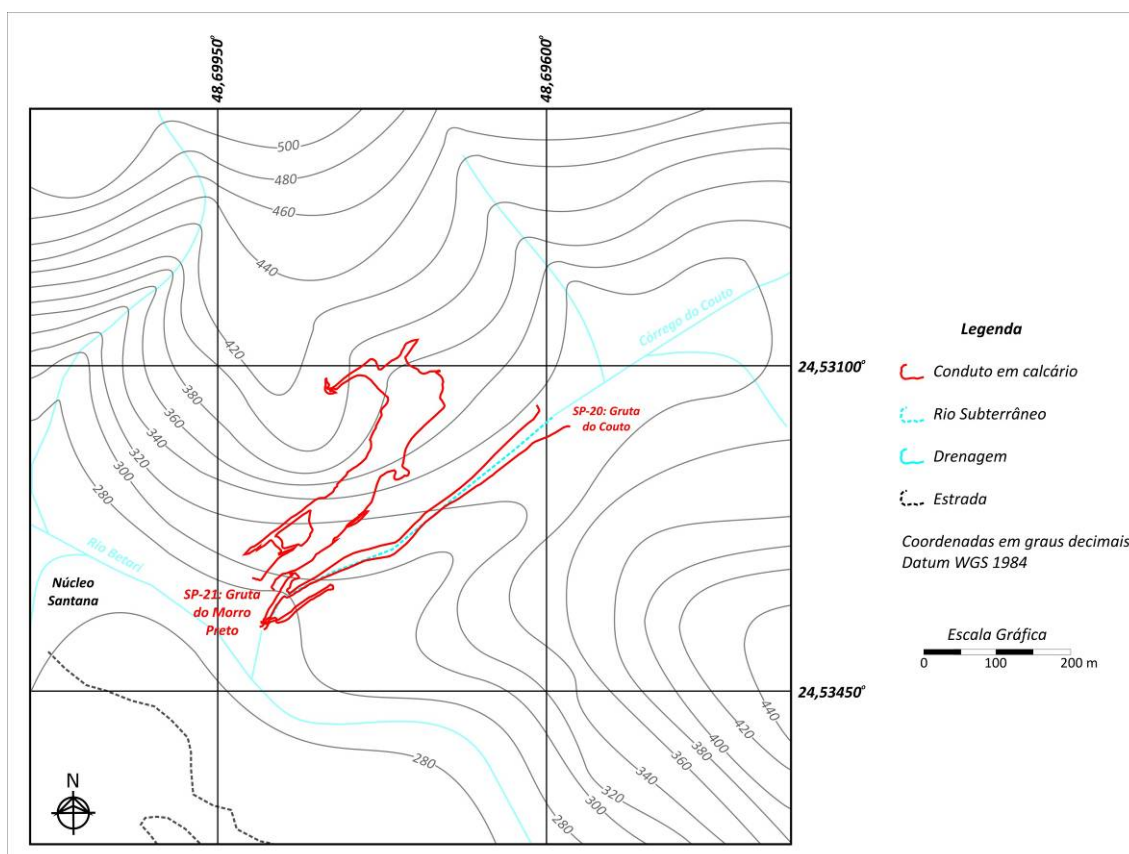 48,69950°
48,69600°
500
480
460
440
420
380
360
340
320
300
280
Córrego do Couto
24,53100°
SP-20: Gruta
do Couto
Rio Betari
Núcleo
Santana
SP-21: Gruta
do Morro
Preto
24,53450°
280
440
420
400
380
360
340
320
300
280
N
Legenda
Conduto em calcário
Rio Subterrâneo
Drenagem
Estrada
Coordenadas em graus decimais
Datum WGS 1984
Escala Gráfica
0 100 200 m